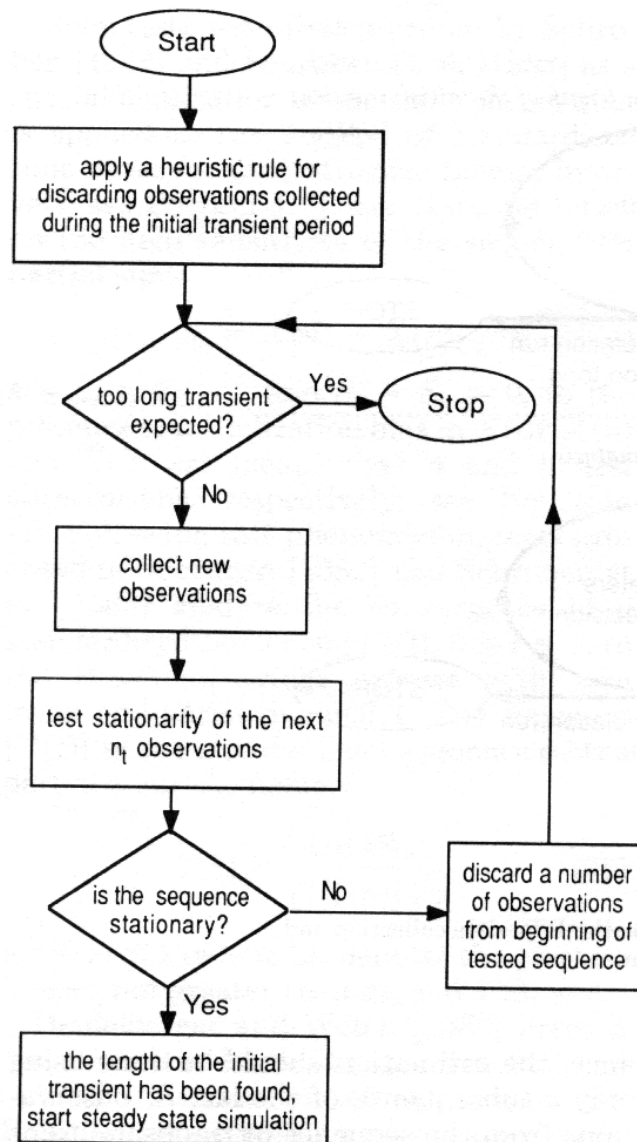 Start
apply a heuristic rule for
discarding observations collected
during the initial transient period
too long transient
expected?
Yes
Stop
No
collect new
observations
test stationarity of the next
nₜ observations
is the sequence
stationary?
No
discard a number
of observations
from beginning of
tested sequence
Yes
the length of the initial
transient has been found,
start steady state simulation